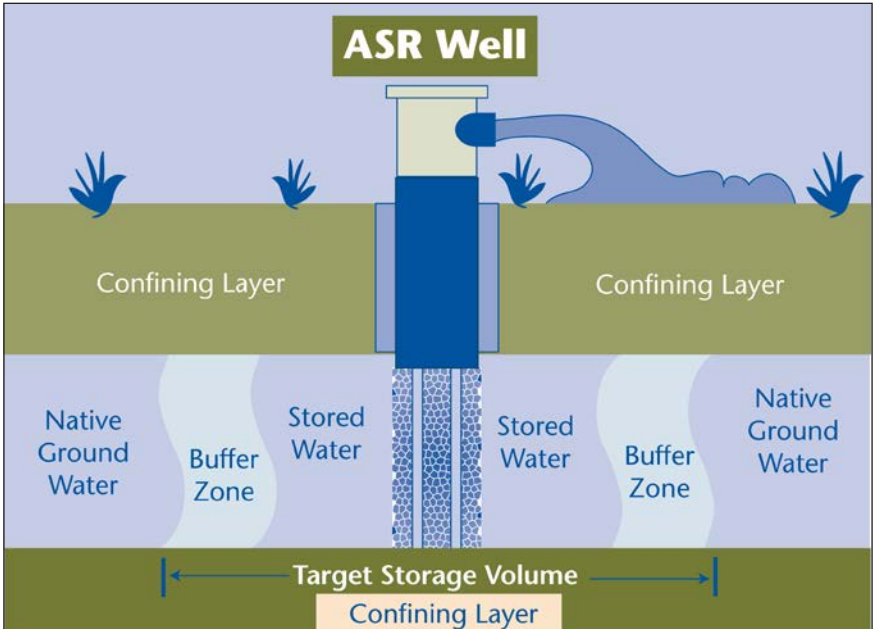 ASR Well
Confining Layer
Confining Layer
Native
Ground
Water
Buffer
Zone
Stored
Water
Stored
Water
Buffer
Zone
Native
Ground
Water
Target Storage Volume
Confining Layer